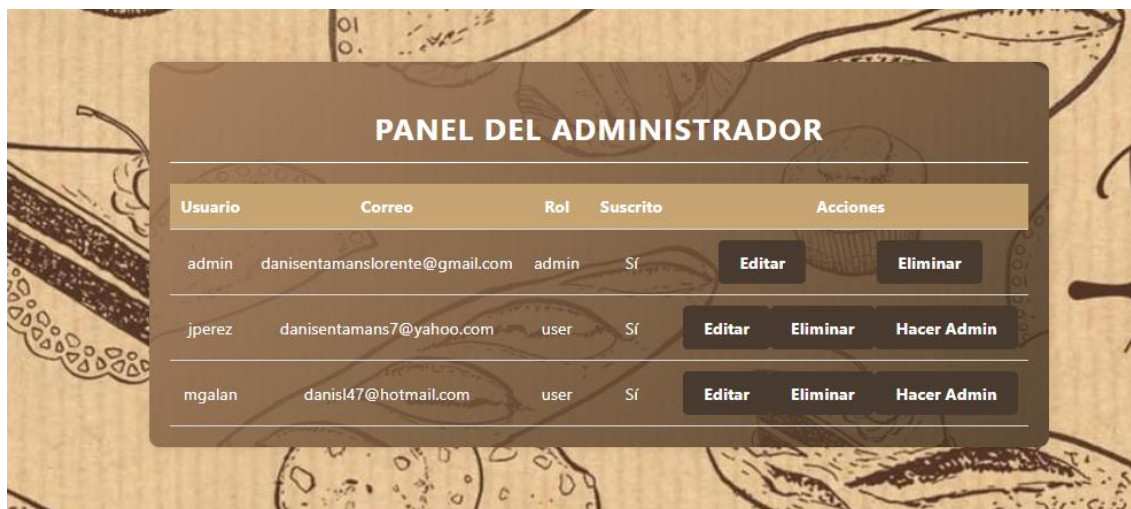 PANEL DEL ADMINISTRADOR
Usuario Correo Rol Suscrito Acciones
admin danisentamanslorente@gmail.com admin Sí Editar Eliminar
jperez danisentamans7@yahoo.com user Sí Editar Eliminar Hacer Admin
mgalan danisl47@hotmail.com user Sí Editar Eliminar Hacer Admin